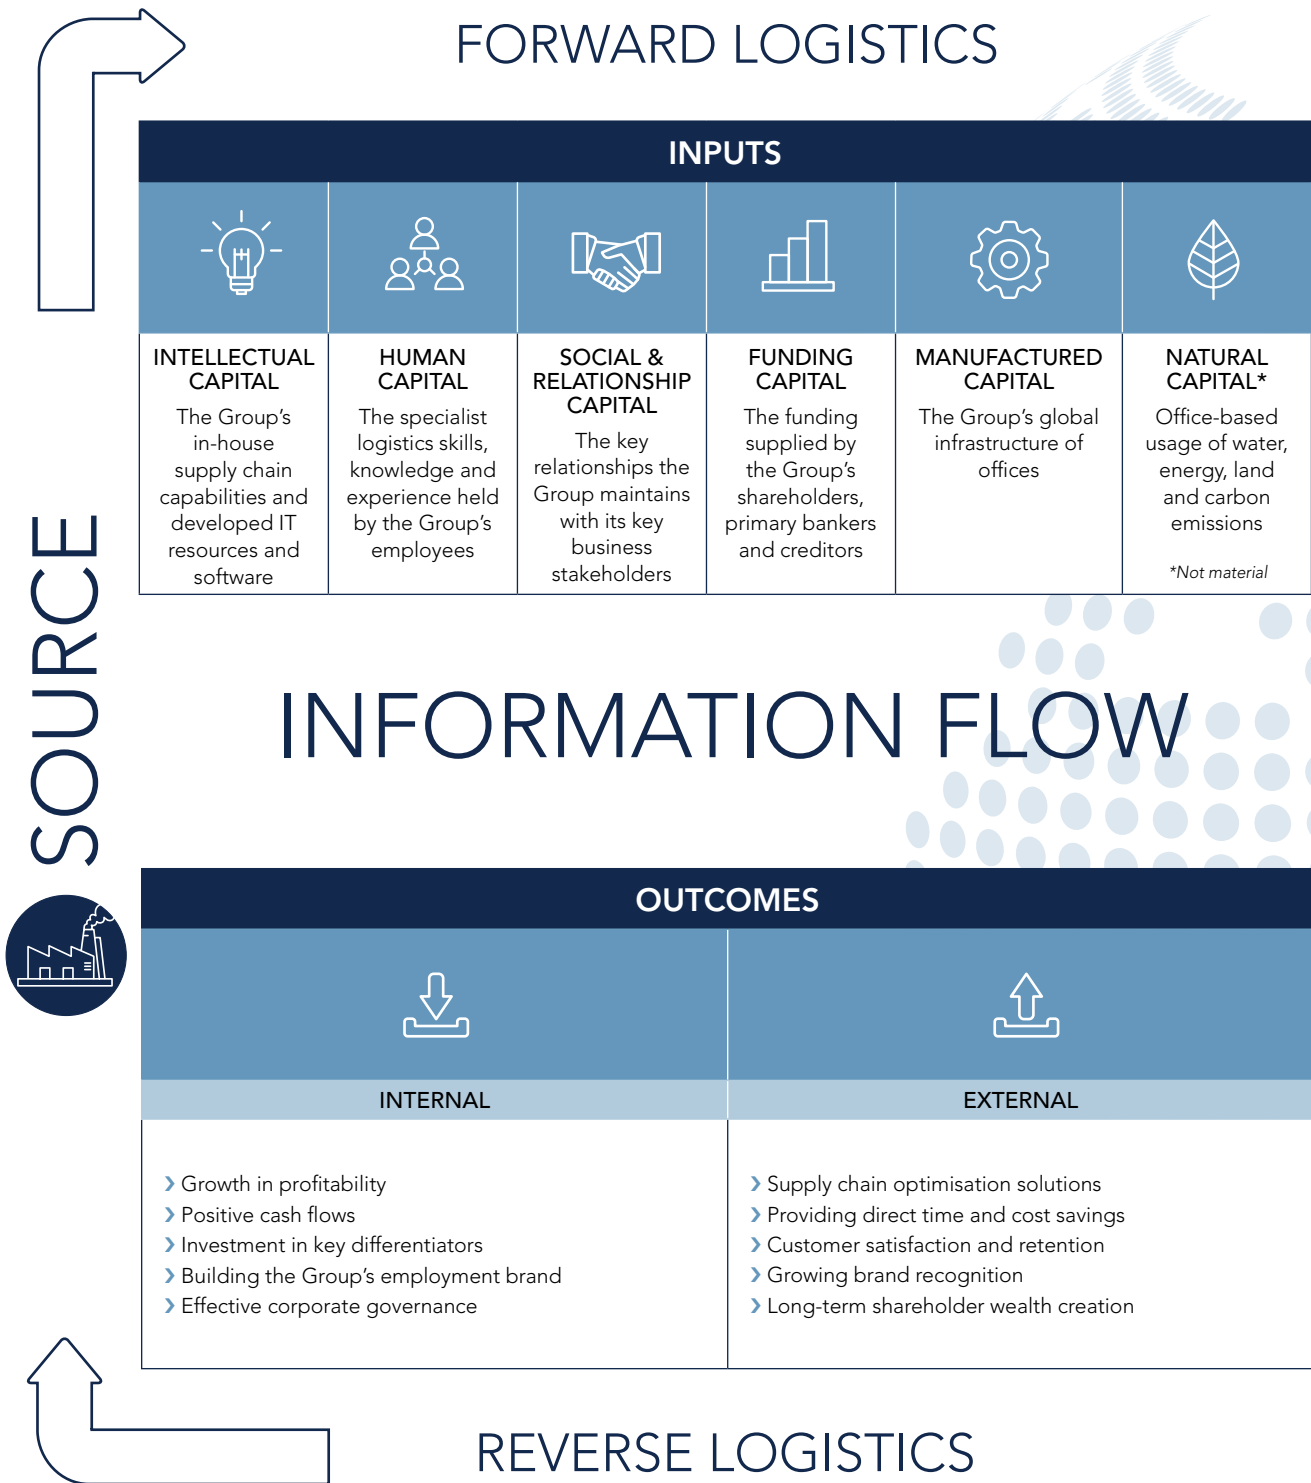 FORWARD LOGISTICS
INPUTS
INTELLECTUAL
CAPITAL
The Group's
in-house
supply chain
capabilities and
developed IT
resources and
software
HUMAN
CAPITAL
The specialist
logistics skills,
knowledge and
experience held
by the Group's
employees
SOCIAL &
RELATIONSHIP
CAPITAL
The key
relationships the
Group maintains
with its key
business
stakeholders
FUNDING
CAPITAL
The funding
supplied by
the Group's
shareholders,
primary bankers
and creditors
MANUFACTURED
CAPITAL
The Group's global
infrastructure of
offices
NATURAL
CAPITAL*
Office-based
usage of water,
energy, land
and carbon
emissions
*Not material
SOURCE
INFORMATION FLOW
OUTCOMES
INTERNAL
› Growth in profitability
› Positive cash flows
› Investment in key differentiators
› Building the Group's employment brand
› Effective corporate governance
EXTERNAL
› Supply chain optimisation solutions
› Providing direct time and cost savings
› Customer satisfaction and retention
› Growing brand recognition
› Long-term shareholder wealth creation
REVERSE LOGISTICS